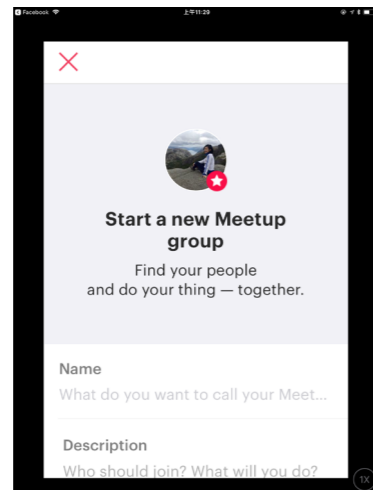 Facebook 上午11:29
Start a new Meetup
group
Find your people
and do your thing — together.
Name
What do you want to call your Meet...
Description
Who should join? What will you do?
1X